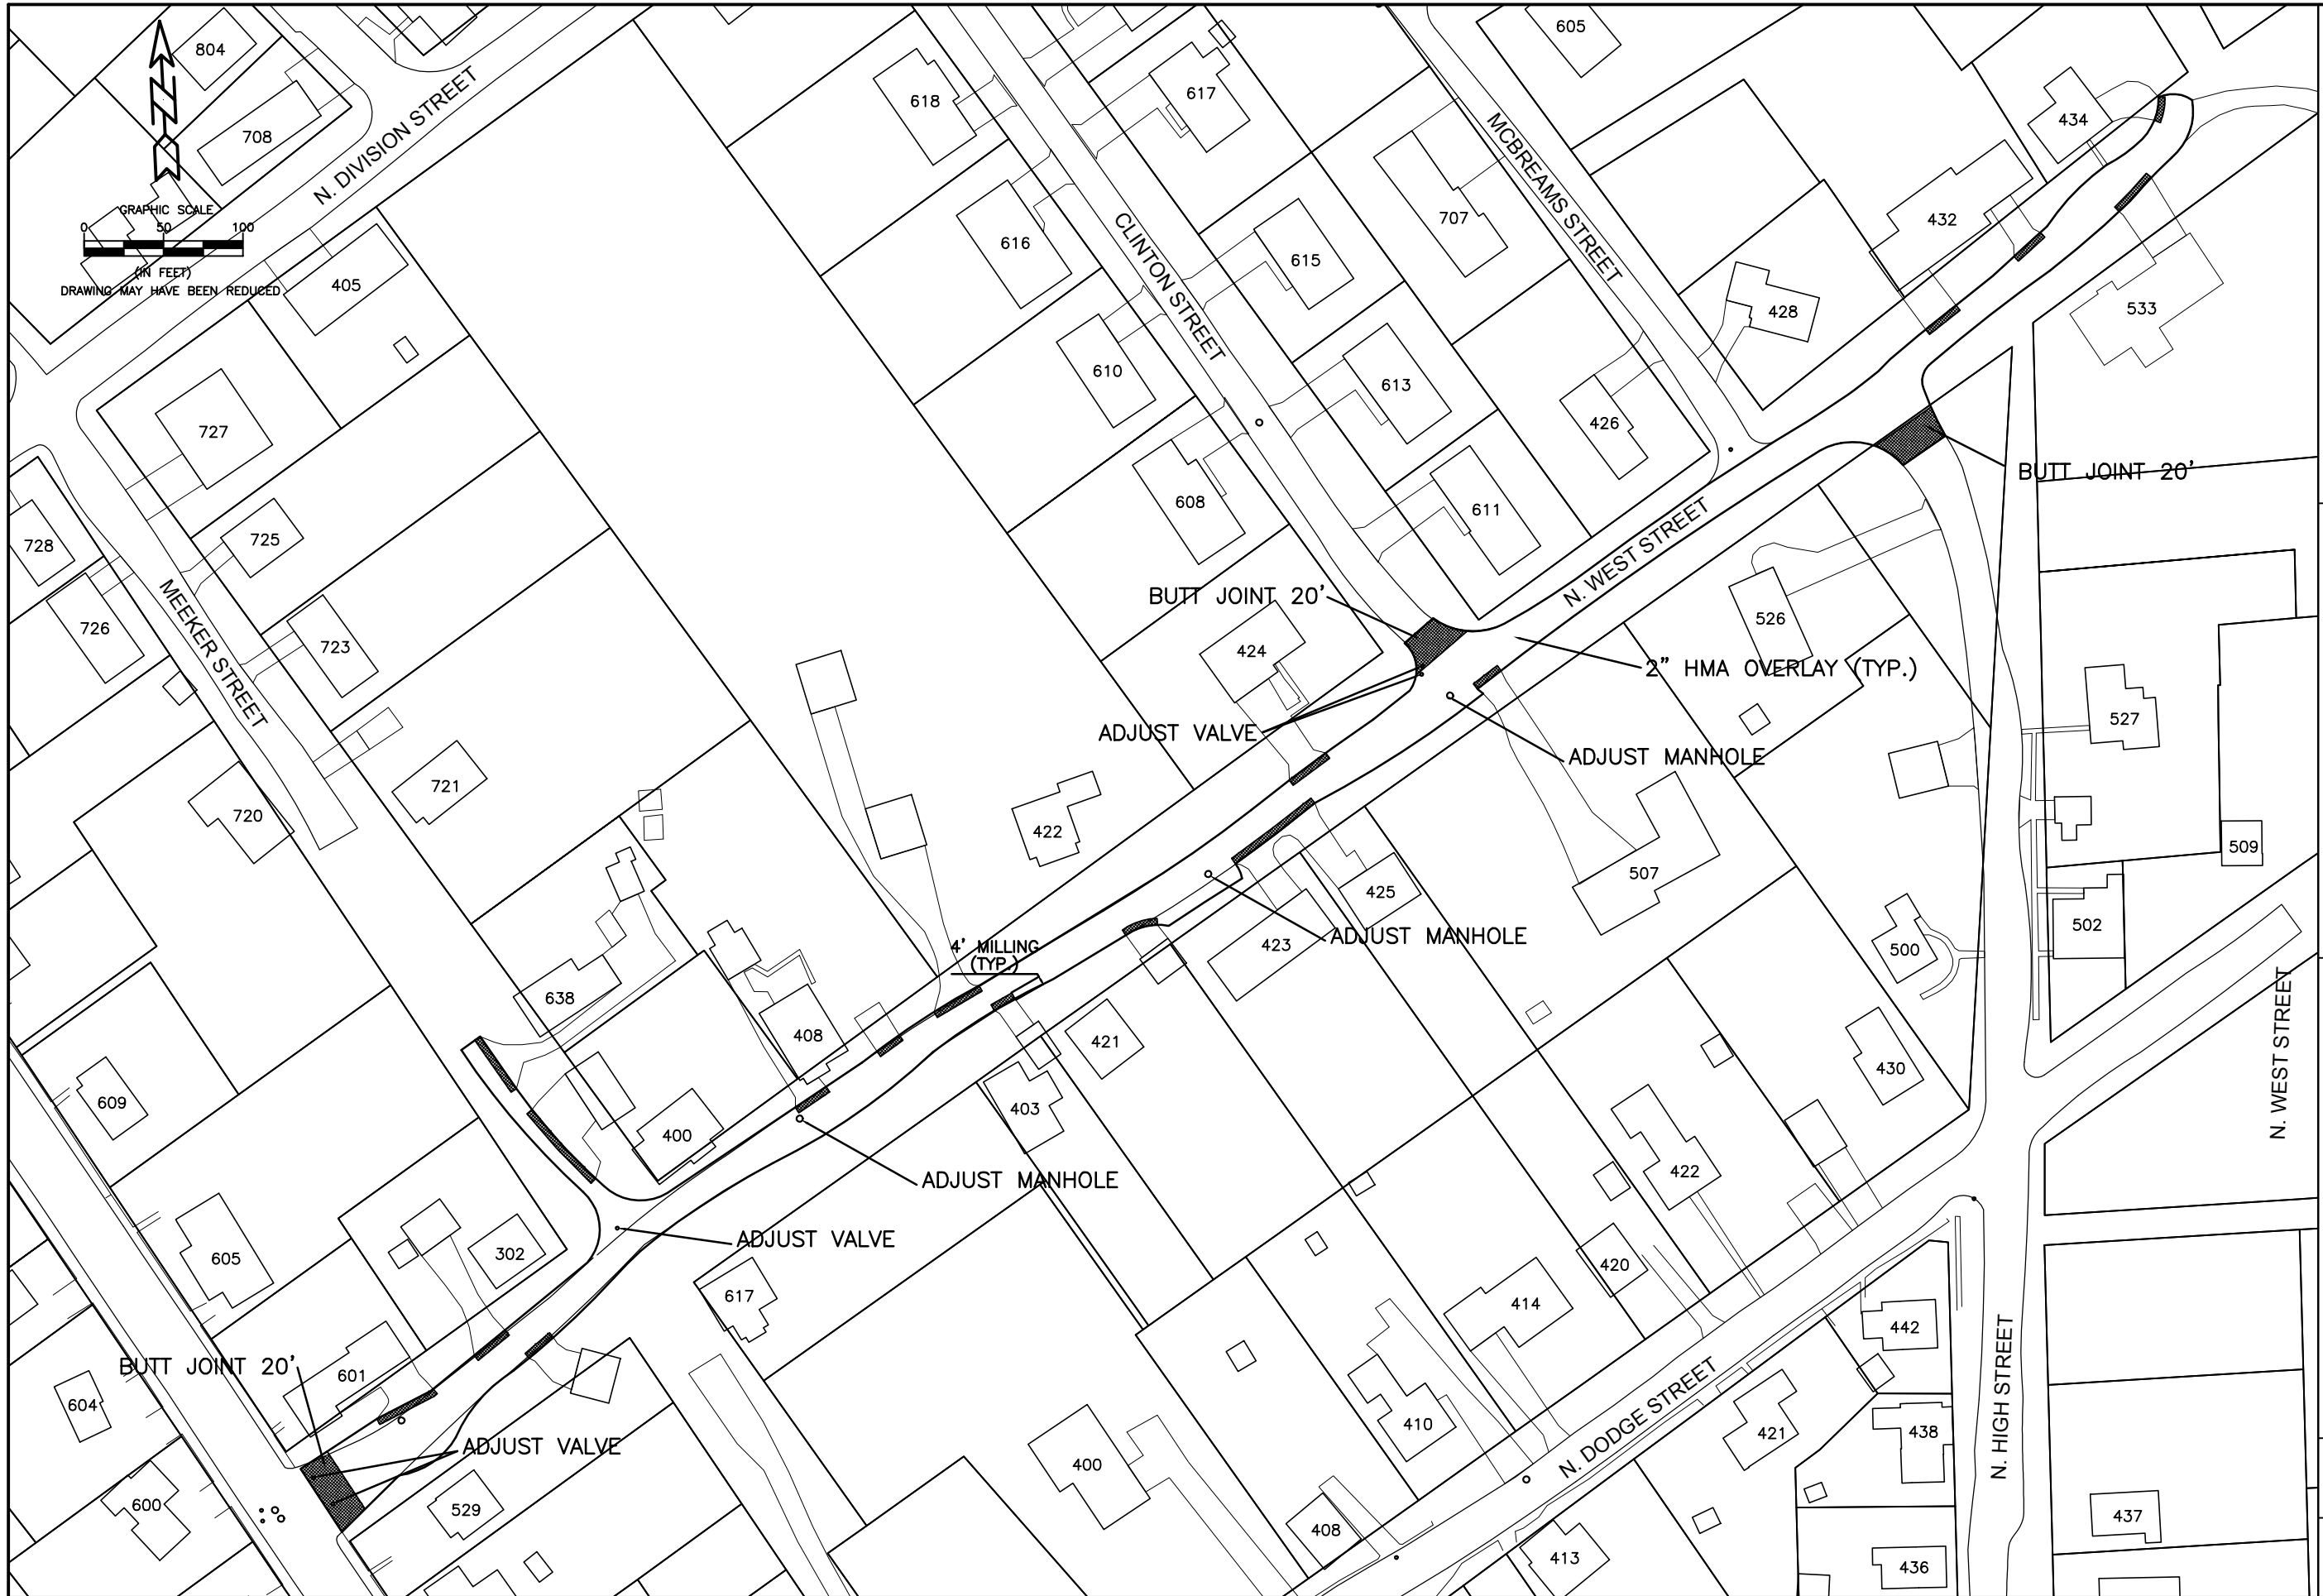 804
605
N
708
618
617
434
N. DIVISION STREET
MCBREAMS STREET
GRAPHIC SCALE
0 50 100
(IN FEET)
DRAWING MAY HAVE BEEN REDUCED
405
616
CLINTON STREET
615
707
432
428
533
610
613
426
727
BUTT JOINT 20'
608
611
725
728
N. WEST STREET
BUTT JOINT 20'
526
726
MEEKER STREET
723
424
2" HMA OVERLAY (TYP.)
527
ADJUST VALVE
ADJUST MANHOLE
721
720
422
507
509
425
423
ADJUST MANHOLE
4' MILLING
(TYP.)
502
500
638
408
421
N. WEST STREET
430
609
403
400
422
ADJUST MANHOLE
605
302
ADJUST VALVE
420
617
414
442
BUTT JOINT 20'
601
N. HIGH STREET
604
410
N. DODGE STREET
421
438
ADJUST VALVE
400
600
529
408
437
413
436